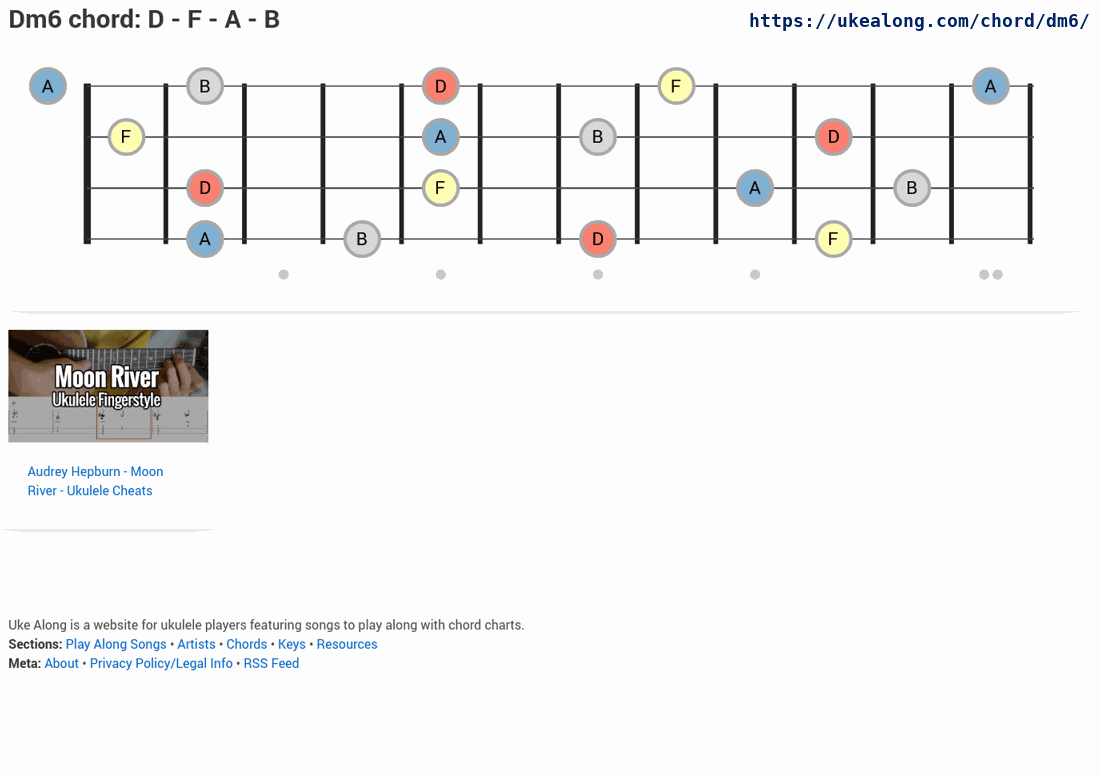 Dm6 chord: D - F - A - B
https://ukealong.com/chord/dm6/
A B D F A
F A B D
D F A B
A B D F
Moon River
Ukulele Fingerstyle
Audrey Hepburn - Moon
River - Ukulele Cheats
Uke Along is a website for ukulele players featuring songs to play along with chord charts.
Sections: Play Along Songs • Artists • Chords • Keys • Resources
Meta: About • Privacy Policy/Legal Info • RSS Feed